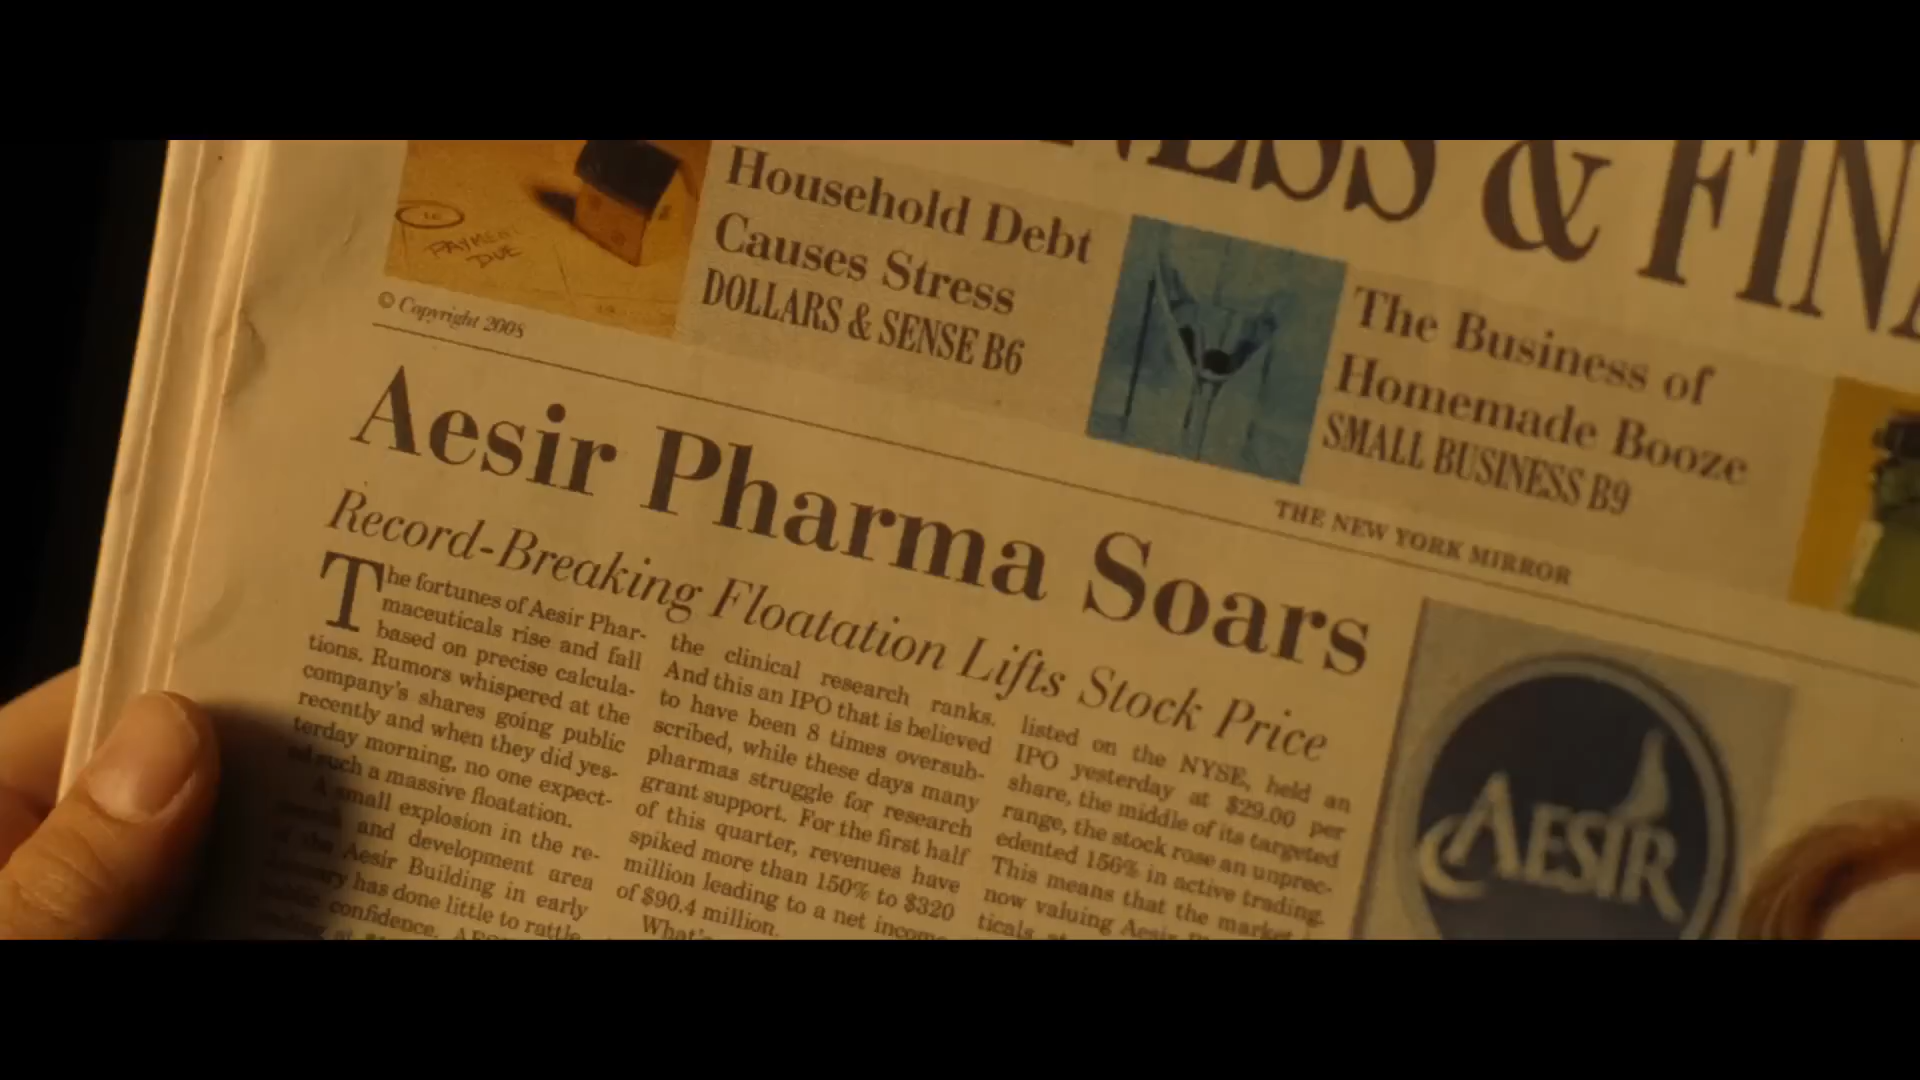 NESS & FIN
Household Debt
Causes Stress
DOLLARS & SENSE B6
PAYMENT
DUE
© Copyright 2008
The Business of
Homemade Booze
SMALL BUSINESS B9
THE NEW YORK MIRROR
Aesir Pharma Soars
Record-Breaking Floatation Lifts Stock Price
The fortunes of Aesir Phar-
maceuticals rise and fall
based on precise calcula-
tions. Rumors whispered at the
company's shares going public
recently and when they did yes-
terday morning, no one expect-
ed such a massive floatation.
A small explosion in the re-
and development area
of the Aesir Building in early
has done little to rattle
confidence.
the clinical research ranks.
And this an IPO that is believed
to have been 8 times oversub-
scribed, while these days many
pharmas struggle for research
grant support. For the first half
of this quarter, revenues have
spiked more than 150% to $320
million leading to a net income
of $90.4 million.
What's
listed on the NYSE, held an
IPO yesterday at $29.00 per
share, the middle of its targeted
range, the stock rose an unprec-
edented 156% in active trading.
This means that the market is
now valuing Aesir
ticals
AESIR